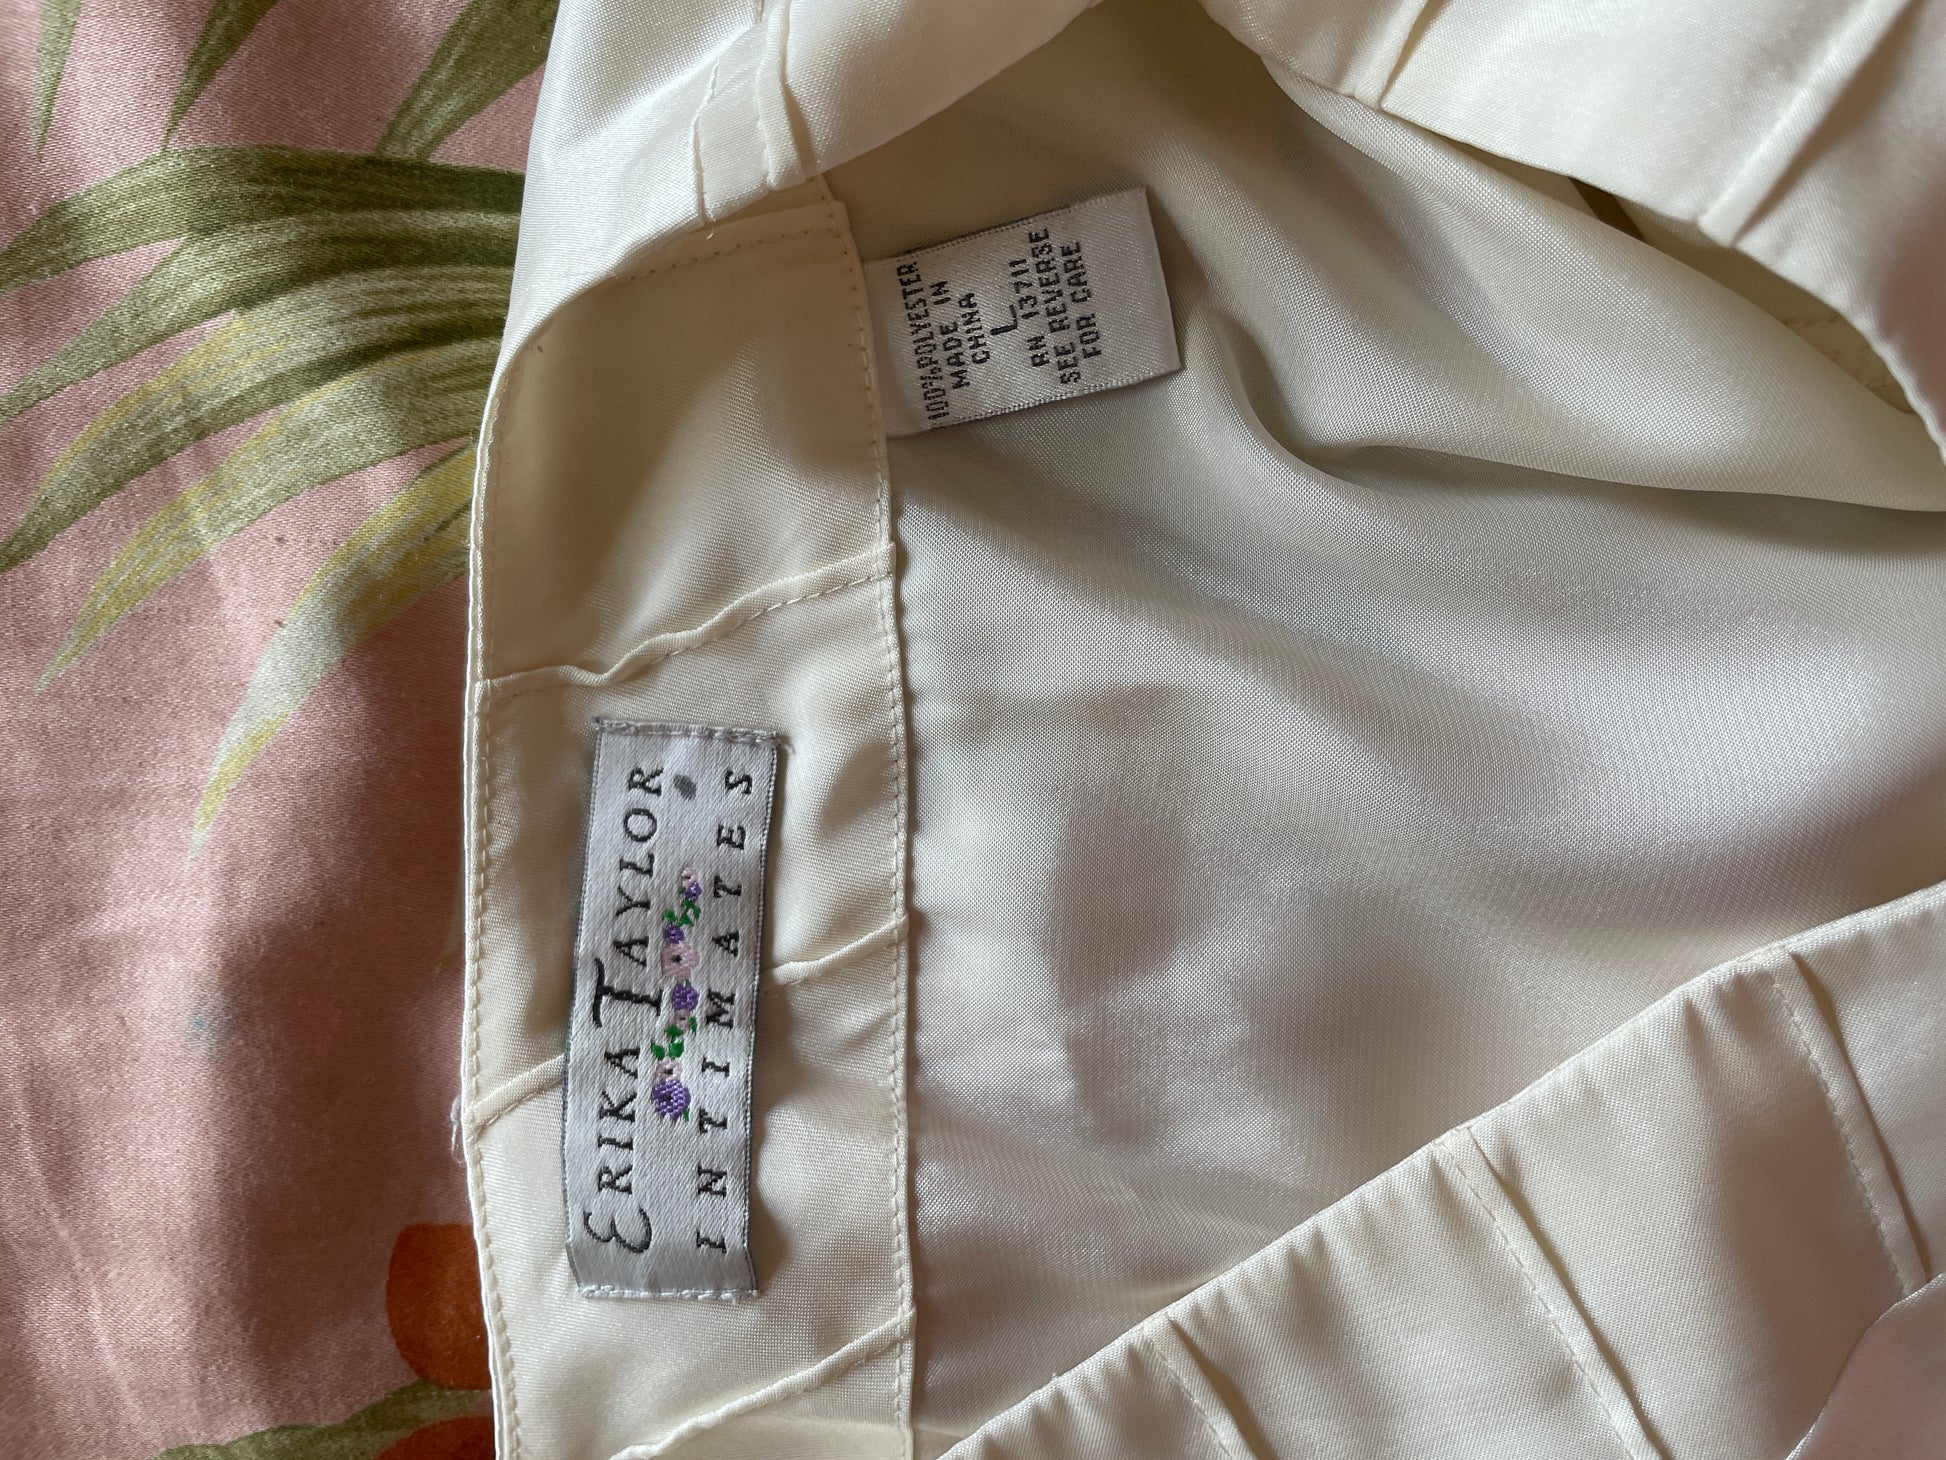 100%POLYESTER
MADE IN
CHINA
L
RN 13711
SEE REVERSE
FOR CARE
ERIKA TAYLOR
INTIMATES